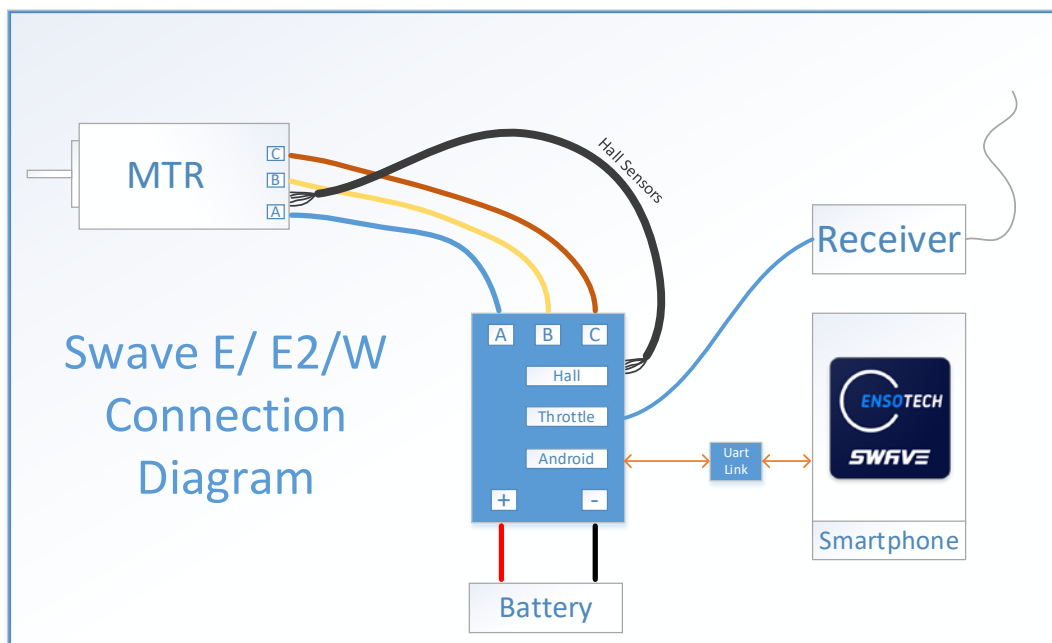 MTR
C
B
A
Hall Sensors
Receiver
Swave E/ E2/W
Connection
Diagram
A B C
Hall
Throttle
Android
+ -
Uart
Link
ENSOTECH
SWAVE
Smartphone
Battery